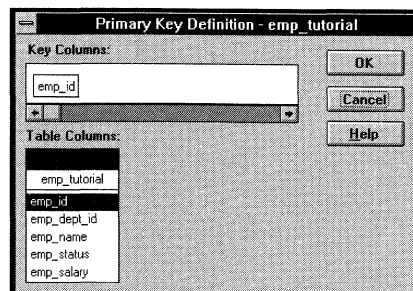 Primary Key Definition - emp_tutorial
Key Columns:
emp_id
OK
Cancel
Help
Table Columns:
emp_tutorial
emp_id
emp_dept_id
emp_name
emp_status
emp_salary